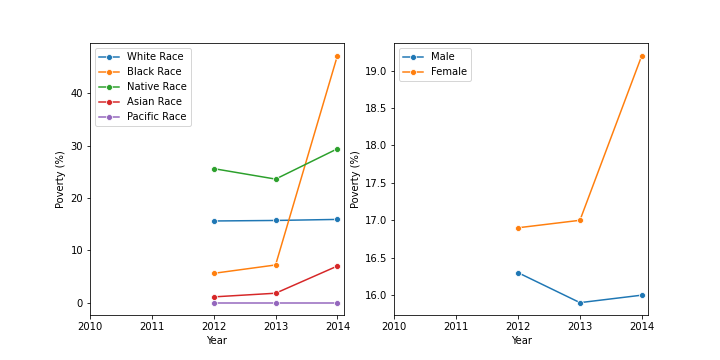 White Race
Black Race
Native Race
Asian Race
Pacific Race
Poverty (%)
40
30
20
10
0
2010 2011 2012 2013 2014
Year
Male
Female
Poverty (%)
19.0
18.5
18.0
17.5
17.0
16.5
16.0
2010 2011 2012 2013 2014
Year